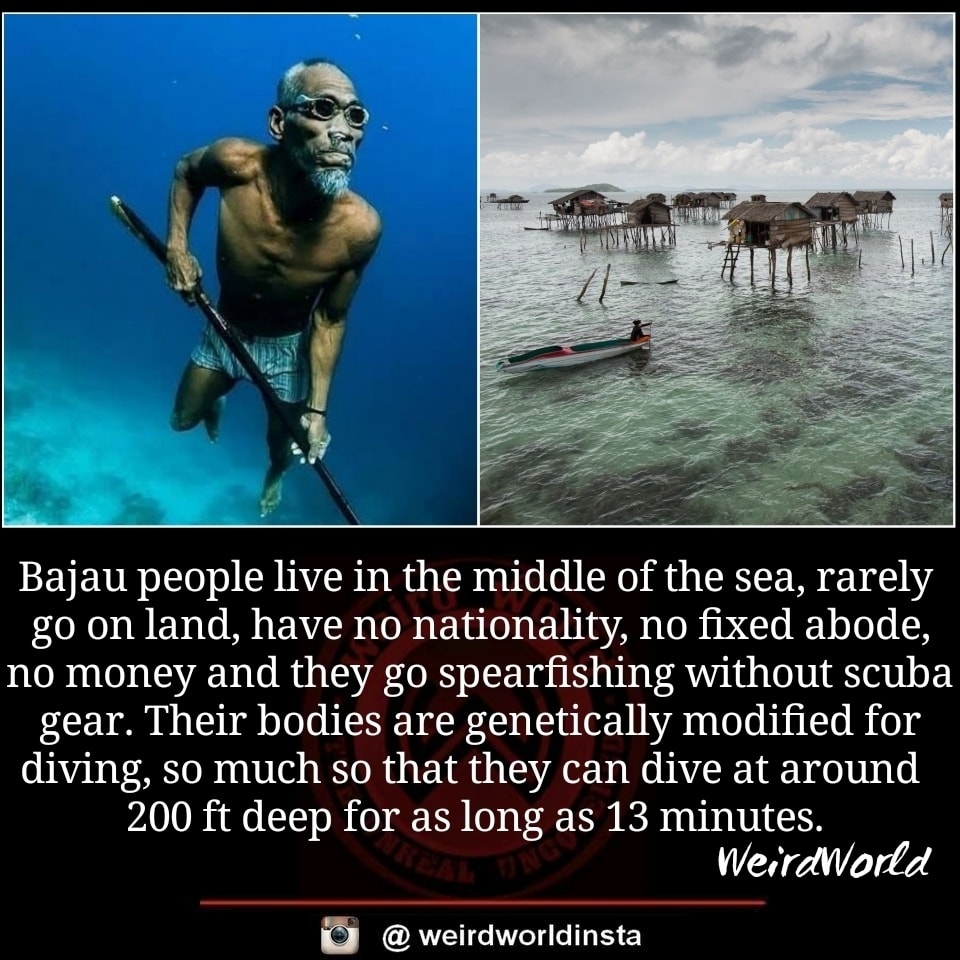 Bajau people live in the middle of the sea, rarely
go on land, have no nationality, no fixed abode,
no money and they go spearfishing without scuba
gear. Their bodies are genetically modified for
diving, so much so that they can dive at around
200 ft deep for as long as 13 minutes.
WeirdWorld
@ weirdworldinsta